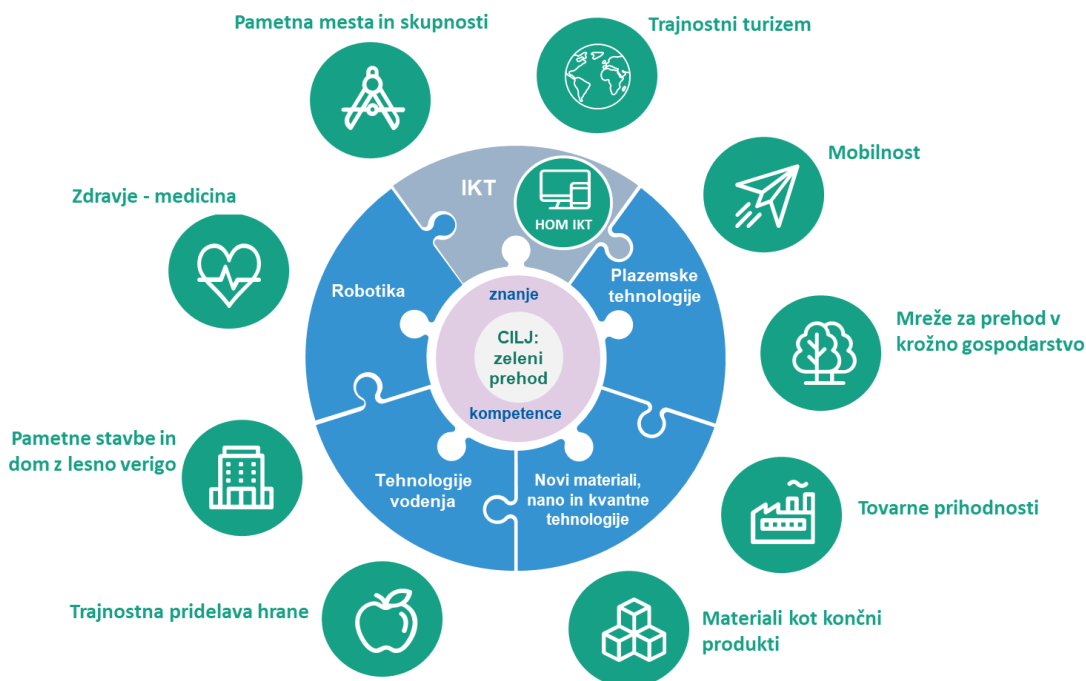 Pametna mesta in skupnosti
Trajnostni turizem
Mobilnost
Zdravje - medicina
IKT
HOM IKT
Robotika
Plazemske
tehnologije
znanje
CILJ:
zeleni
prehod
kompetence
Mreže za prehod v
krožno gospodarstvo
Pametne stavbe in
dom z lesno verigo
Tehnologije
vodenja
Novi materiali,
nano in kvantne
tehnologije
Tovarne prihodnosti
Trajnostna pridelava hrane
Materiali kot končni
produkti